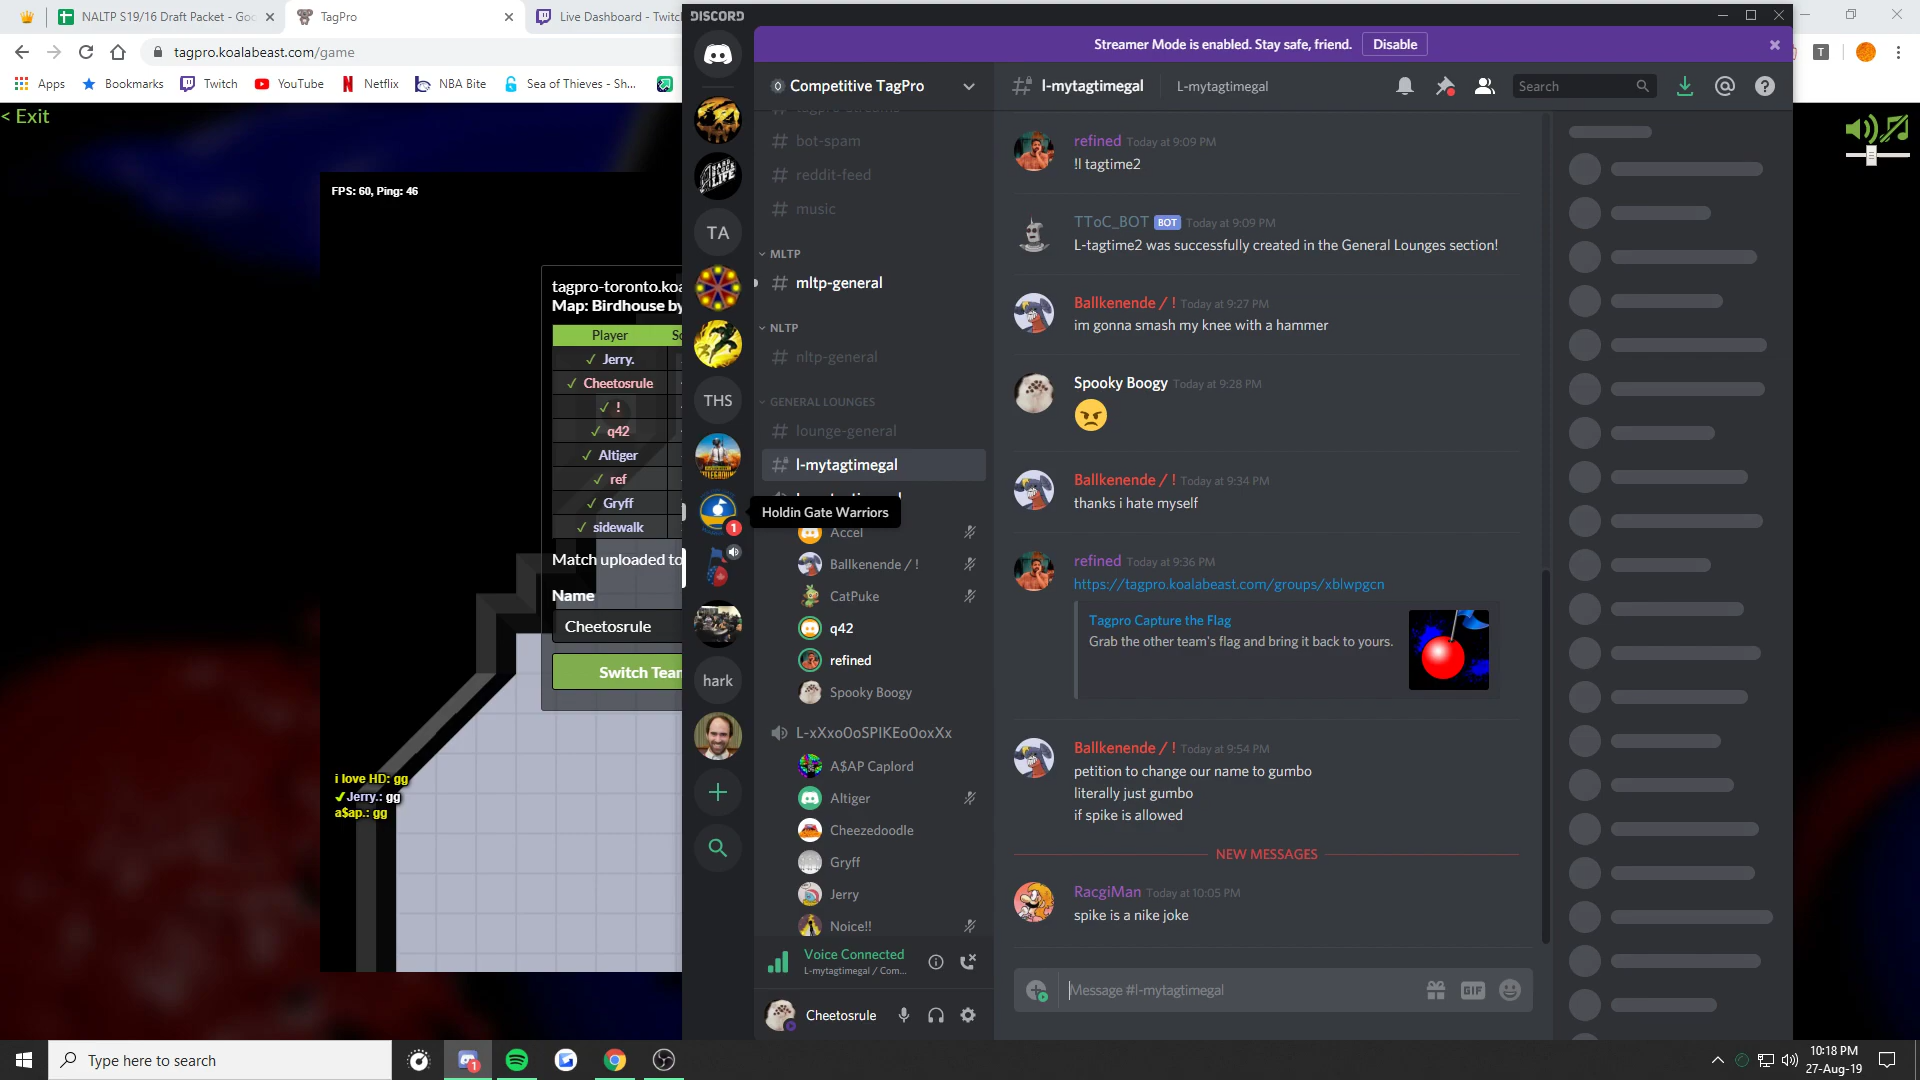 NALTP S19/16 Draft Packet - Goo
TagPro
Live Dashboard - Twitch
tagpro.koalabeast.com/game
Apps
Bookmarks
Twitch
YouTube
Netflix
NBA Bite
Sea of Thieves - Sh...
< Exit
FPS: 60, Ping: 46
tagpro-toronto.koa
Map: Birdhouse by
Player
Jerry.
Cheetosrule
!
q42
Altiger
ref
Gryff
sidewalk
Match uploaded to
Name
Cheetosrule
Switch Team
i love HD: gg
✓Jerry.: gg
a$ap.: gg
DISCORD
Streamer Mode is enabled. Stay safe, friend.
Disable
TA
THS
hark
1
Holdin Gate Warriors
Competitive TagPro
# bot-spam
# reddit-feed
# music
MLTP
# mltp-general
NLTP
# nltp-general
GENERAL LOUNGES
# lounge-general
# l-mytagtimegal
Accel
Ballkenende / !
CatPuke
q42
refined
Spooky Boogy
L-xXxoOoSPIKEoOoxXx
A$AP Caplord
Altiger
Cheezedoodle
Gryff
Jerry
Noice!!
Voice Connected
L-mytagtimegal / Com...
Cheetosrule
l-mytagtimegal
L-mytagtimegal
Search
refined Today at 9:09 PM
!l tagtime2
TToC_BOT BOT Today at 9:09 PM
L-tagtime2 was successfully created in the General Lounges section!
Ballkenende / ! Today at 9:27 PM
im gonna smash my knee with a hammer
Spooky Boogy Today at 9:28 PM
Ballkenende / ! Today at 9:34 PM
thanks i hate myself
refined Today at 9:36 PM
https://tagpro.koalabeast.com/groups/xblwpgcn
Tagpro Capture the Flag
Grab the other team's flag and bring it back to yours.
Ballkenende / ! Today at 9:54 PM
petition to change our name to gumbo
literally just gumbo
if spike is allowed
NEW MESSAGES
RacgiMan Today at 10:05 PM
spike is a nike joke
Message #l-mytagtimegal
GIF
T
Type here to search
1
10:18 PM
27-Aug-19